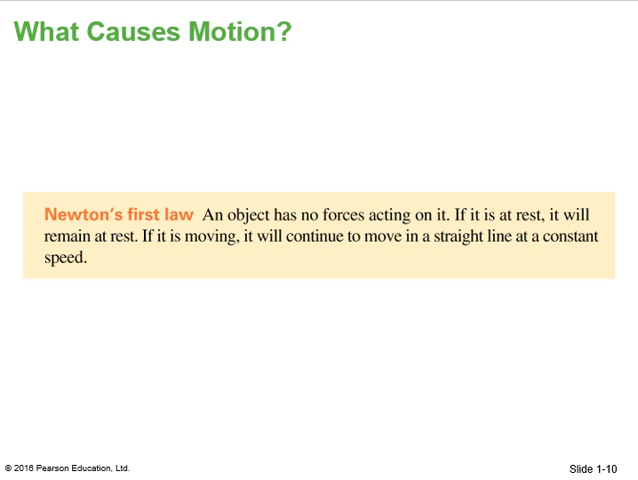 What Causes Motion?
Newton's first law An object has no forces acting on it. If it is at rest, it will
remain at rest. If it is moving, it will continue to move in a straight line at a constant
speed.
© 2016 Pearson Education, Ltd.
Slide 1-10